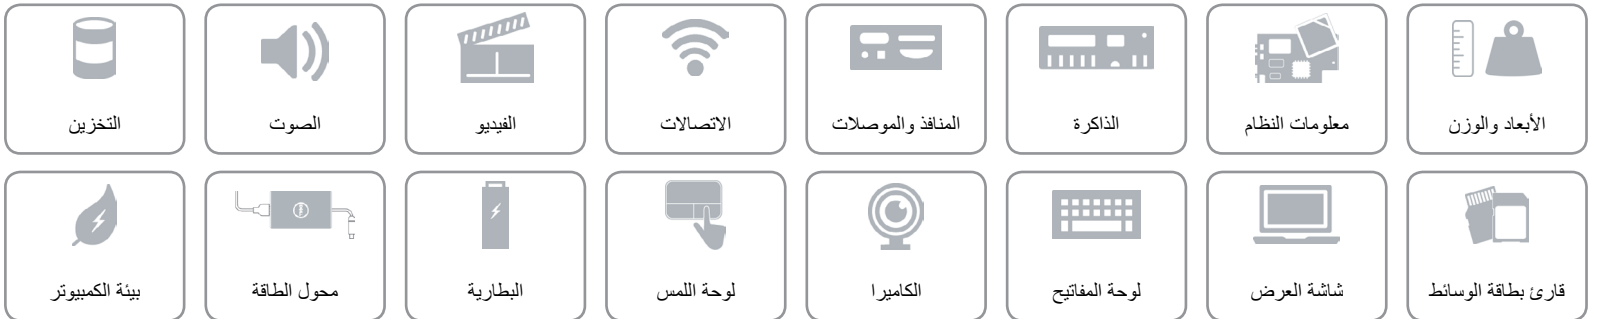 الأبعاد والوزن
معلومات النظام
الذاكرة
المنافذ والموصلات
الاتصالات
الفيديو
الصوت
التخزين
قارئ بطاقة الوسائط
شاشة العرض
لوحة المفاتيح
الكاميرا
لوحة اللمس
البطارية
محول الطاقة
بيئة الكمبيوتر